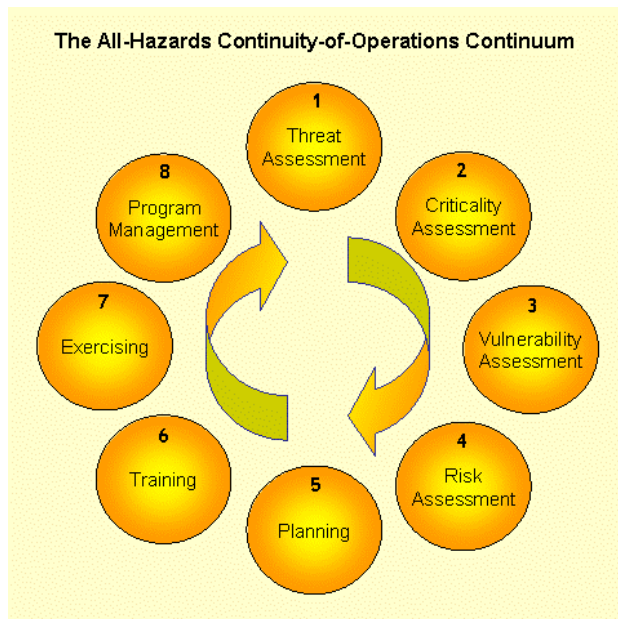 The All-Hazards Continuity-of-Operations Continuum
1
Threat
Assessment
2
Criticality
Assessment
3
Vulnerability
Assessment
4
Risk
Assessment
5
Planning
6
Training
7
Exercising
8
Program
Management